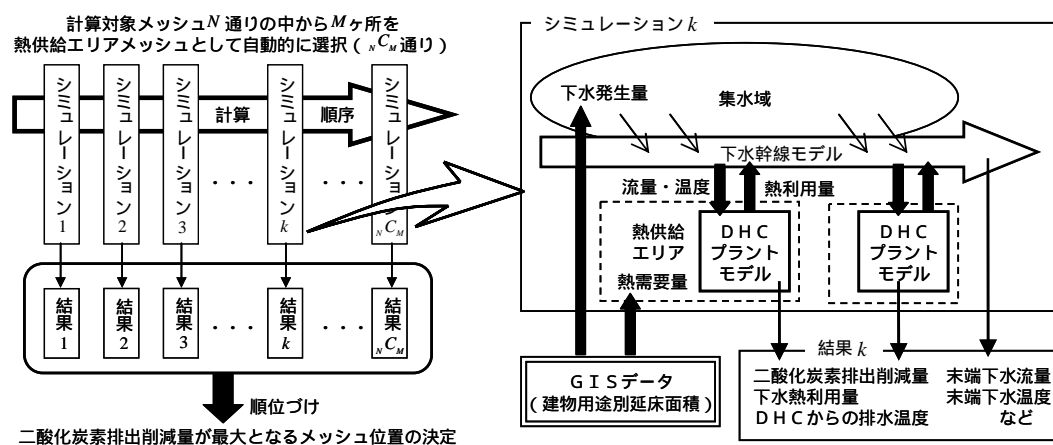 計算対象メッシュN 通りの中からMヶ所を
熱供給エリアメッシュとして自動的に選択(NCM通り)
シミュレーション1
シミュレーション2
シミュレーション3
シミュレーションk
シミュレーションNCM
計算
順序
・・・
・・・
結果1
結果2
結果3
・・・
結果k
・・・
結果NCM
順位づけ
二酸化炭素排出削減量が最大となるメッシュ位置の決定
シミュレーション k
下水発生量
集水域
下水幹線モデル
流量・温度
熱利用量
熱供給
エリア
熱需要量
DHC
プラント
モデル
DHC
プラント
モデル
GISデータ
(建物用途別延床面積)
結果 k
二酸化炭素排出削減量
下水熱利用量
DHCからの排水温度
末端下水流量
末端下水温度
など